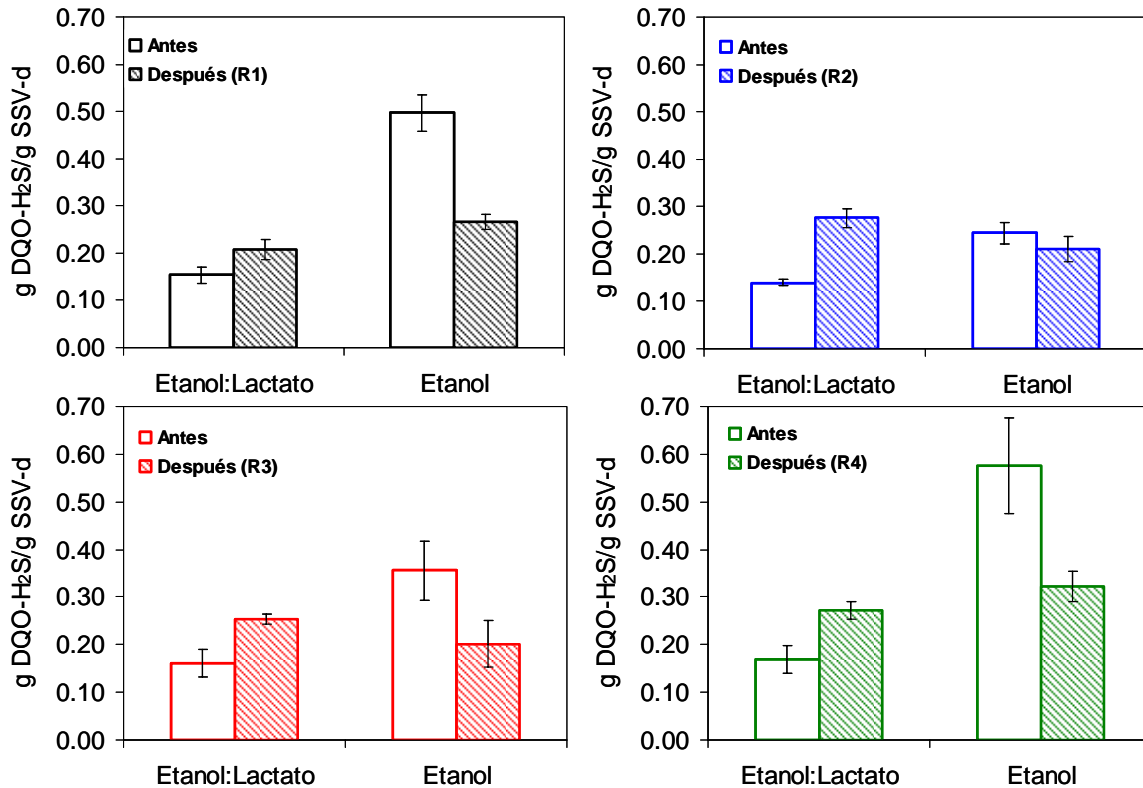 g DQO-H₂S/g SSV-d
0.70
0.60
0.50
0.40
0.30
0.20
0.10
0.00
Antes
Después (R1)
Etanol:Lactato Etanol
g DQO-H₂S/g SSV-d
0.70
0.60
0.50
0.40
0.30
0.20
0.10
0.00
Antes
Después (R2)
Etanol:Lactato Etanol
g DQO-H₂S/g SSV-d
0.70
0.60
0.50
0.40
0.30
0.20
0.10
0.00
Antes
Después (R3)
Etanol:Lactato Etanol
g DQO-H₂S/g SSV-d
0.70
0.60
0.50
0.40
0.30
0.20
0.10
0.00
Antes
Después (R4)
Etanol:Lactato Etanol